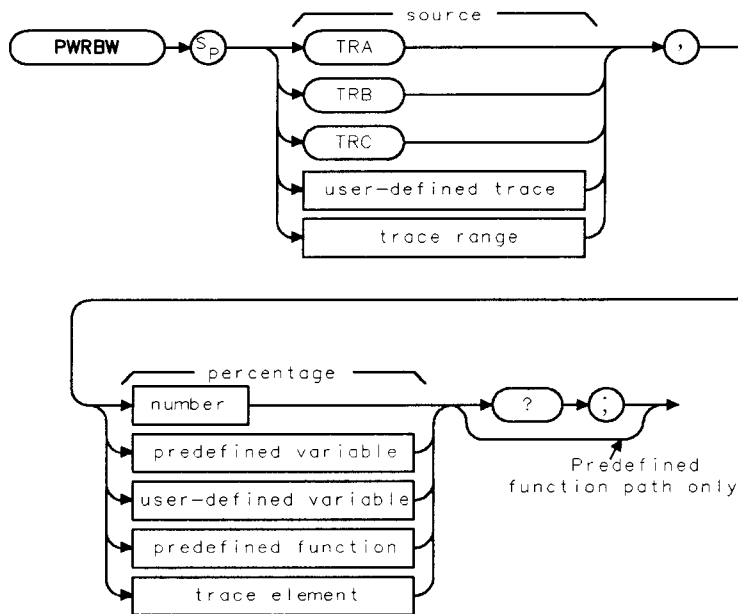 source
PWRBW
Sp
TRA
,
TRB
TRC
user-defined trace
trace range
percentage
number
?
;
predefined variable
Predefined
function path only
user-defined variable
predefined function
trace element